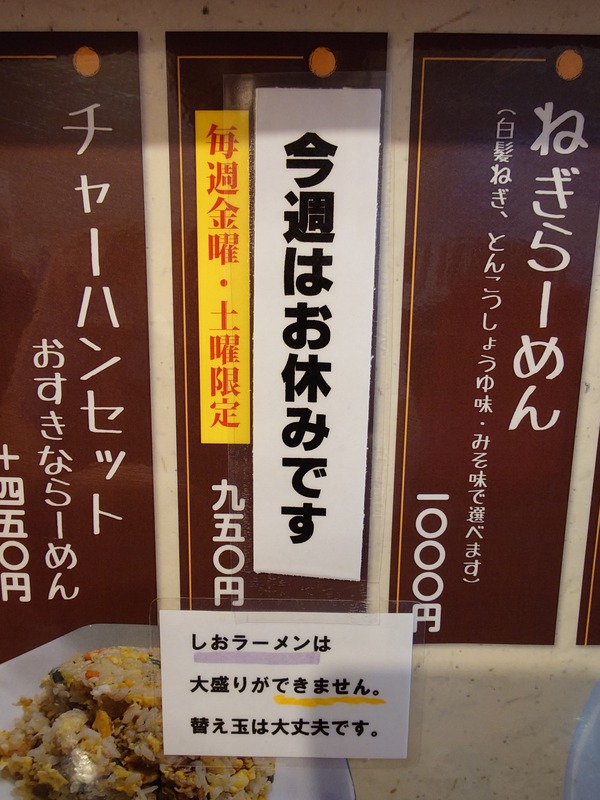 ねぎらーめん
(白髪ねぎ、とんこつしょうゆ味・みそ味で選べます)
一〇〇〇円
今週はお休みです
毎週金曜・土曜限定
九五〇円
チャーハンセット
おすきならーめん
＋四五〇円
しおラーメンは
大盛りができません。
替え玉は大丈夫です。